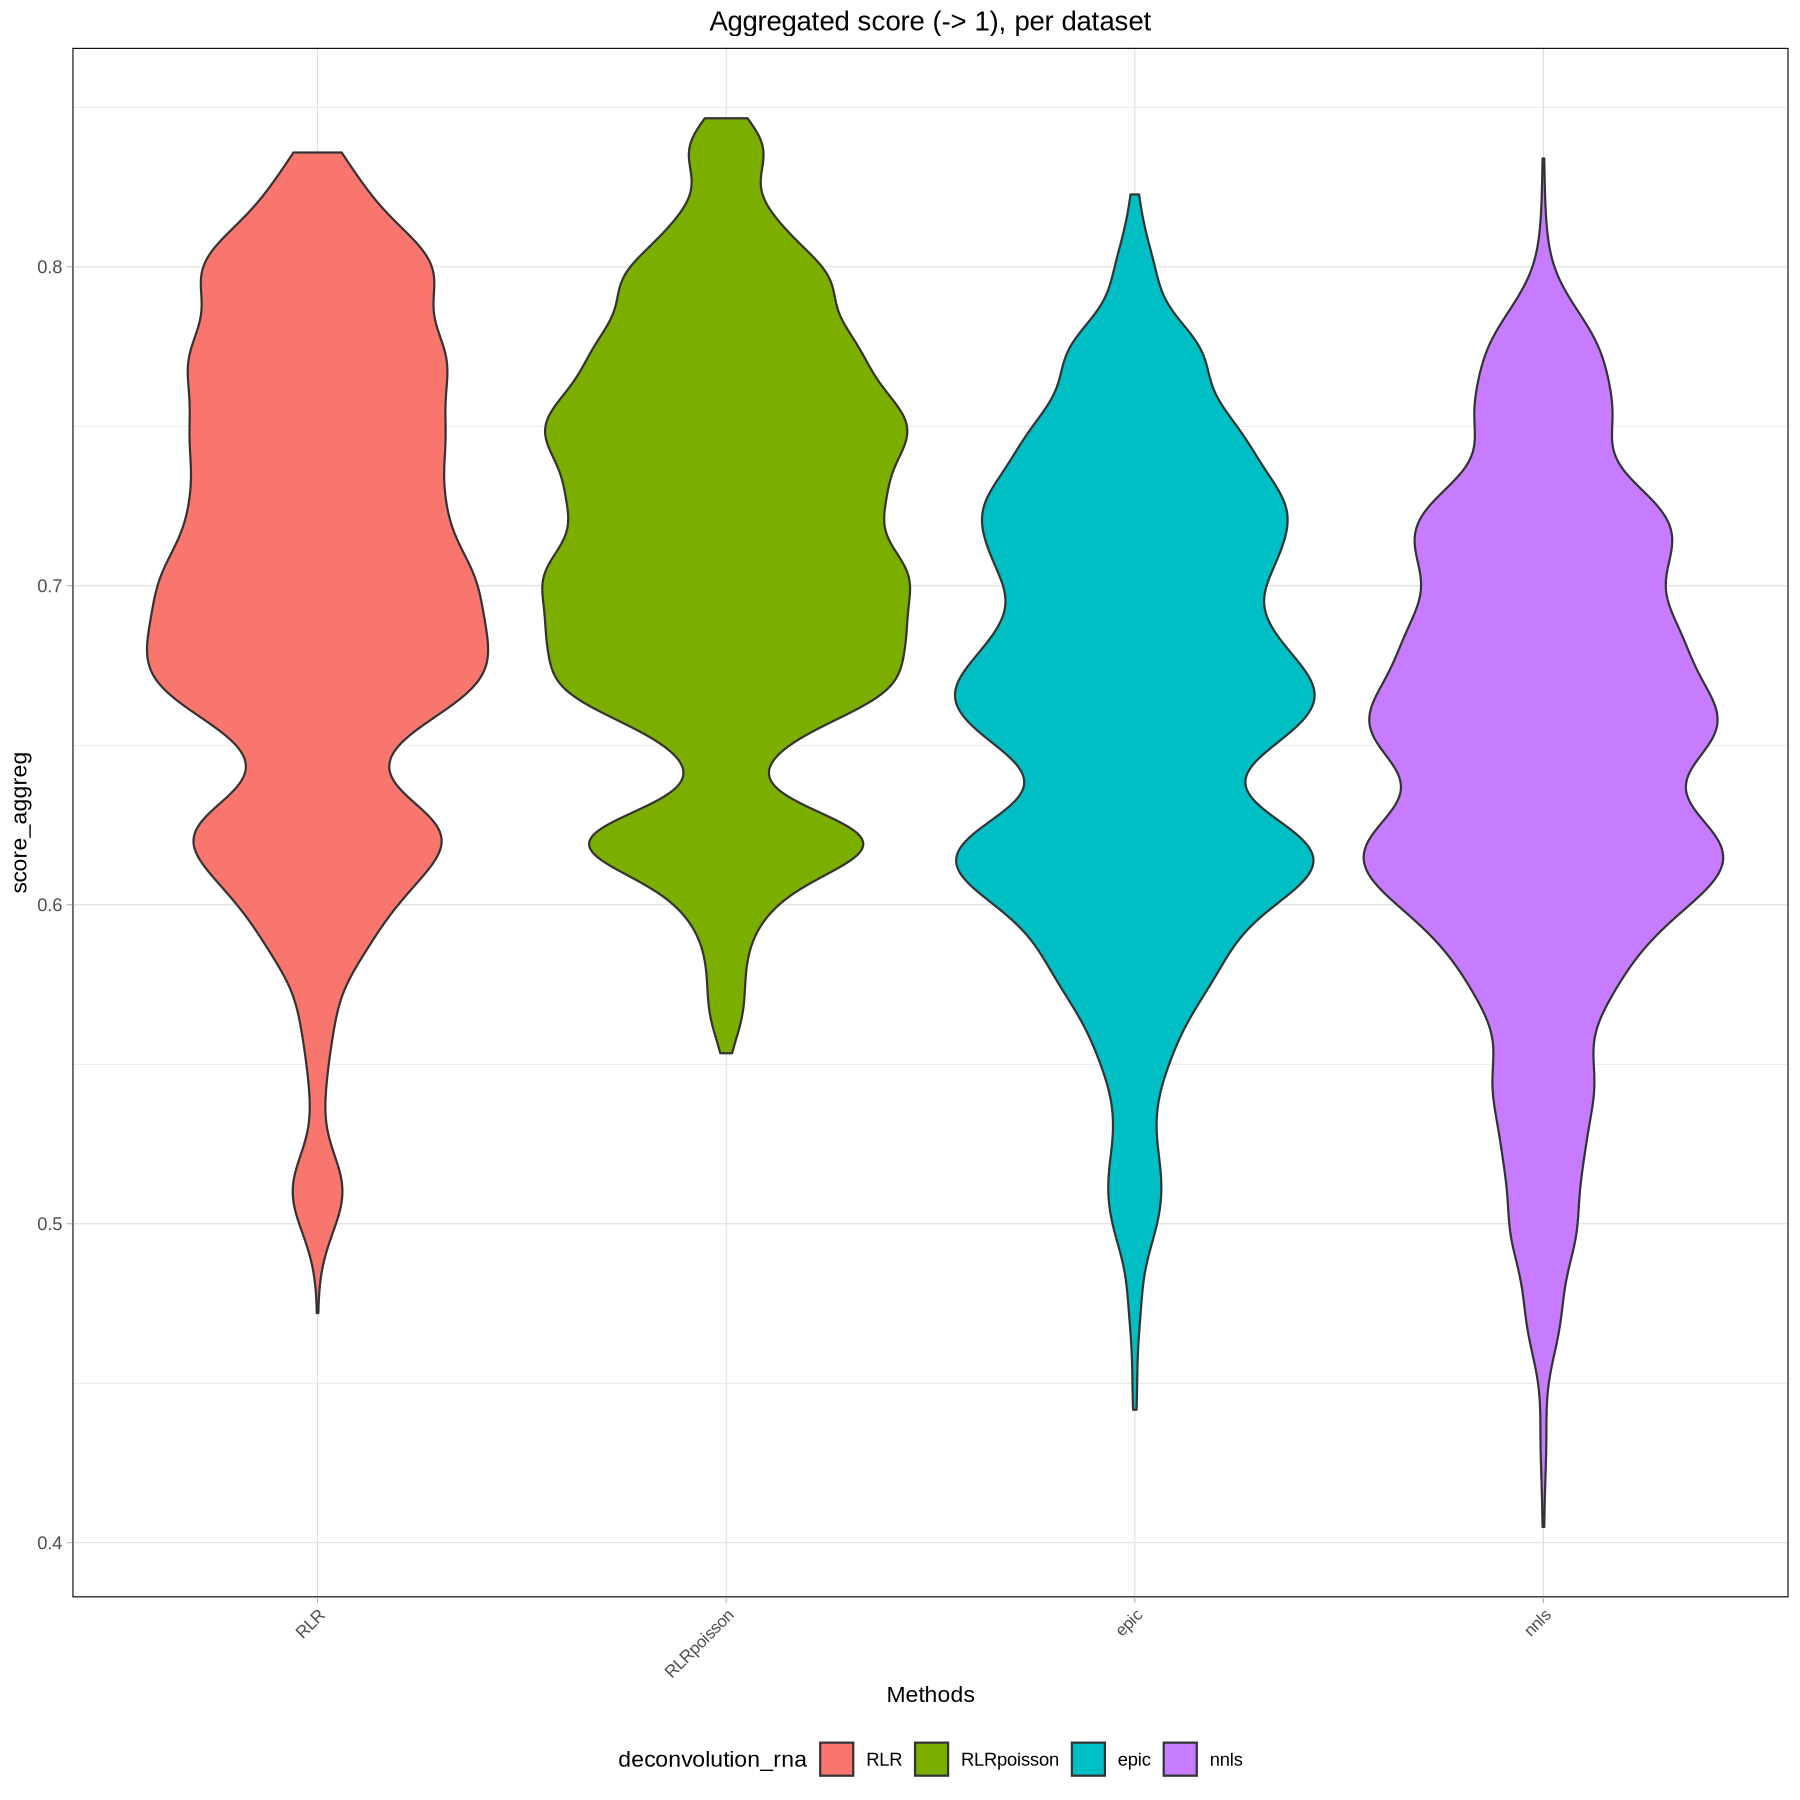 Aggregated score (-> 1), per dataset
score_aggreg
0.8
0.7
0.6
0.5
0.4
RLR
RLRpoisson
epic
nnls
Methods
deconvolution_rna RLR RLRpoisson epic nnls